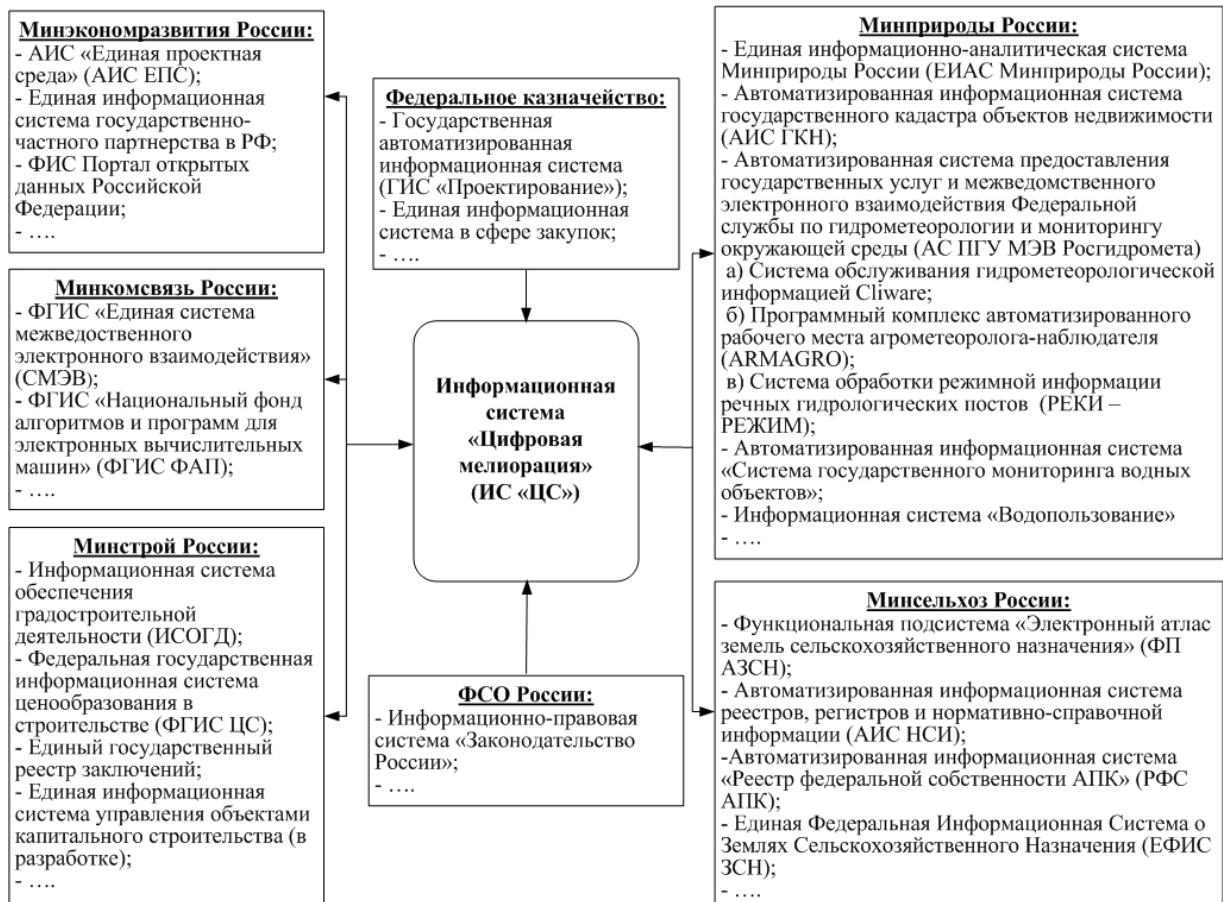 Минэкономразвития России:
- АИС «Единая проектная
среда» (АИС ЕПС);
- Единая информационная
система государственно-
частного партнерства в РФ;
- ФИС Портал открытых
данных Российской
Федерации;
- ….
Минкомсвязь России:
- ФГИС «Единая система
межведоственного
электронного взаимодействия»
(СМЭВ);
- ФГИС «Национальный фонд
алгоритмов и программ для
электронных вычислительных
машин» (ФГИС ФАП);
- ….
Минстрой России:
- Информационная система
обеспечения
градостроительной
деятельности (ИСОГД);
- Федеральная государственная
информационная система
ценообразования в
строительстве (ФГИС ЦС);
- Единый государственный
реестр заключений;
- Единая информационная
система управления объектами
капитального строительства (в
разработке);
- ….
Федеральное казначейство:
- Государственная
автоматизированная
информационная система
(ГИС «Проектирование»);
- Единая информационная
система в сфере закупок;
- ….
Информационная
система
«Цифровая
мелиорация»
(ИС «ЦС»)
ФСО России:
- Информационно-правовая
система «Законодательство
России»;
- ….
Минприроды России:
- Единая информационно-аналитическая система
Минприроды России (ЕИАС Минприроды России);
- Автоматизированная информационная система
государственного кадастра объектов недвижимости
(АИС ГКН);
- Автоматизированная система предоставления
государственных услуг и межведомственного
электронного взаимодействия Федеральной
службы по гидрометеорологии и мониторингу
окружающей среды (АС ПГУ МЭВ Росгидромета)
а) Система обслуживания гидрометеорологической
информацией Cliware;
б) Программный комплекс автоматизированного
рабочего места агрометеоролога-наблюдателя
(ARMAGRO);
в) Система обработки режимной информации
речных гидрологических постов (РЕКИ –
РЕЖИМ);
- Автоматизированная информационная система
«Система государственного мониторинга водных
объектов»;
- Информационная система «Водопользование»
- ….
Минсельхоз России:
- Функциональная подсистема «Электронный атлас
земель сельскохозяйственного назначения» (ФП
АЗСН);
- Автоматизированная информационная система
реестров, регистров и нормативно-справочной
информации (АИС НСИ);
-Автоматизированная информационная система
«Реестр федеральной собственности АПК» (РФС
АПК);
- Единая Федеральная Информационная Система о
Землях Сельскохозяйственного Назначения (ЕФИС
ЗСН);
- ….